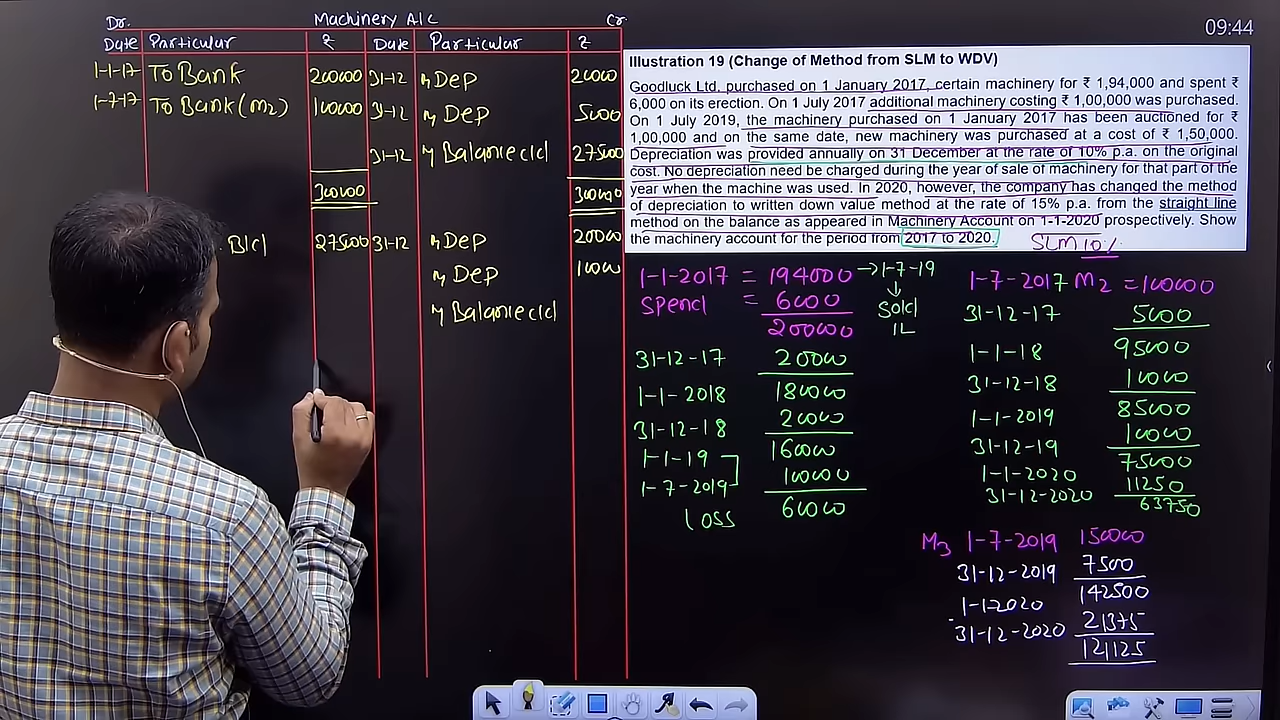 09:44
Dr. Machinery A/c Cr
Date Particular ₹ Date Particular ₹
1-1-17 To Bank 200000 31-12 By Dep 20000
1-7-17 To Bank (M2) 100000 31-12 By Dep 5000
31-12 By Balance c/d 275000
300000 300000
B/d 275000 31-12 By Dep 20000
By Dep 10000
By Balance c/d
Illustration 19 (Change of Method from SLM to WDV)
Goodluck Ltd. purchased on 1 January 2017, certain machinery for ₹ 1,94,000 and spent ₹
6,000 on its erection. On 1 July 2017 additional machinery costing ₹ 1,00,000 was purchased.
On 1 July 2019, the machinery purchased on 1 January 2017 has been auctioned for ₹
1,00,000 and on the same date, new machinery was purchased at a cost of ₹ 1,50,000.
Depreciation was provided annually on 31 December at the rate of 10% p.a. on the original
cost. No depreciation need be charged during the year of sale of machinery for that part of the
year when the machine was used. In 2020, however, the company has changed the method
of depreciation to written down value method at the rate of 15% p.a. from the straight line
method on the balance as appeared in Machinery Account on 1-1-2020 prospectively. Show
the machinery account for the period from 2017 to 2020.
SLM 10%
1-1-2017 = 194000 → 1-7-19
Spend = 6000 ↓ Sold
200000 1L
31-12-17 20000
1-1-2018 180000
31-12-18 20000
1-1-19 160000
1-7-2019 100000
Loss 60000
1-7-2017 M2 = 100000
31-12-17 5000
1-1-18 95000
31-12-18 10000
1-1-2019 85000
31-12-19 10000
1-1-2020 75000
31-12-2020 11250
63750
M3 1-7-2019 150000
31-12-2019 7500
1-1-2020 142500
31-12-2020 21375
121125